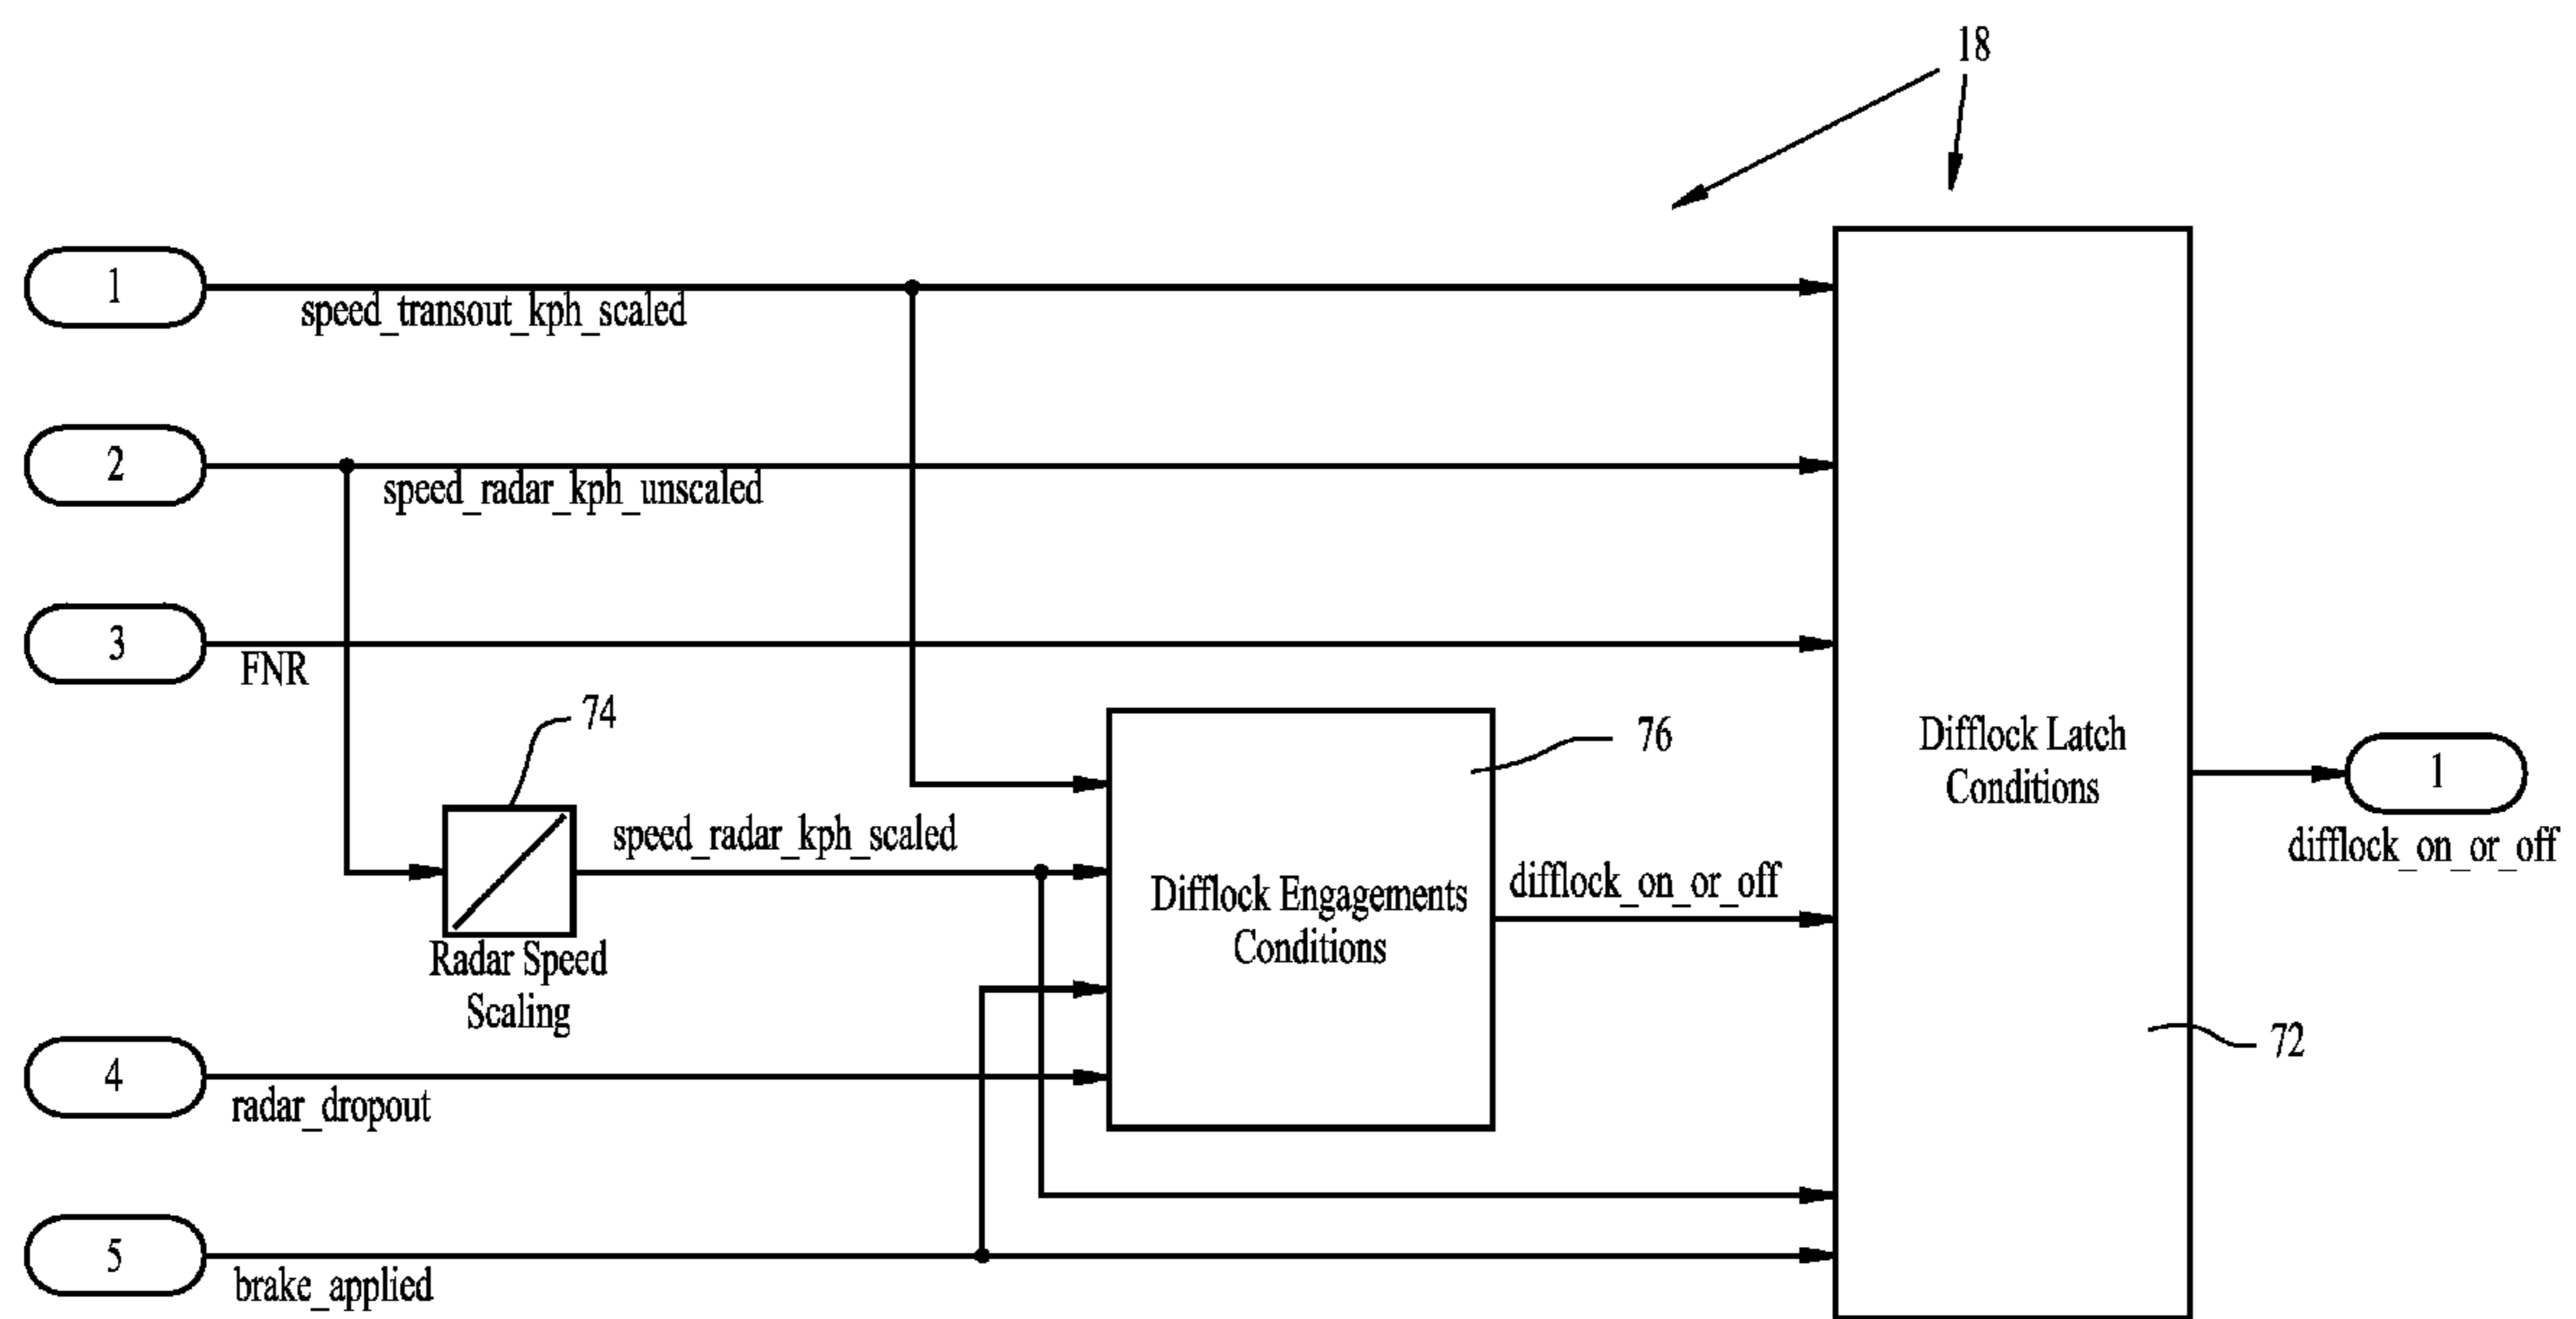 18
1
speed_transout_kph_scaled
2
speed_radar_kph_unscaled
3
FNR
74
76
Difflock Latch
Conditions
1
difflock_on_or_off
speed_radar_kph_scaled
Difflock Engagements
Conditions
difflock_on_or_off
Radar Speed
Scaling
72
4
radar_dropout
5
brake_applied